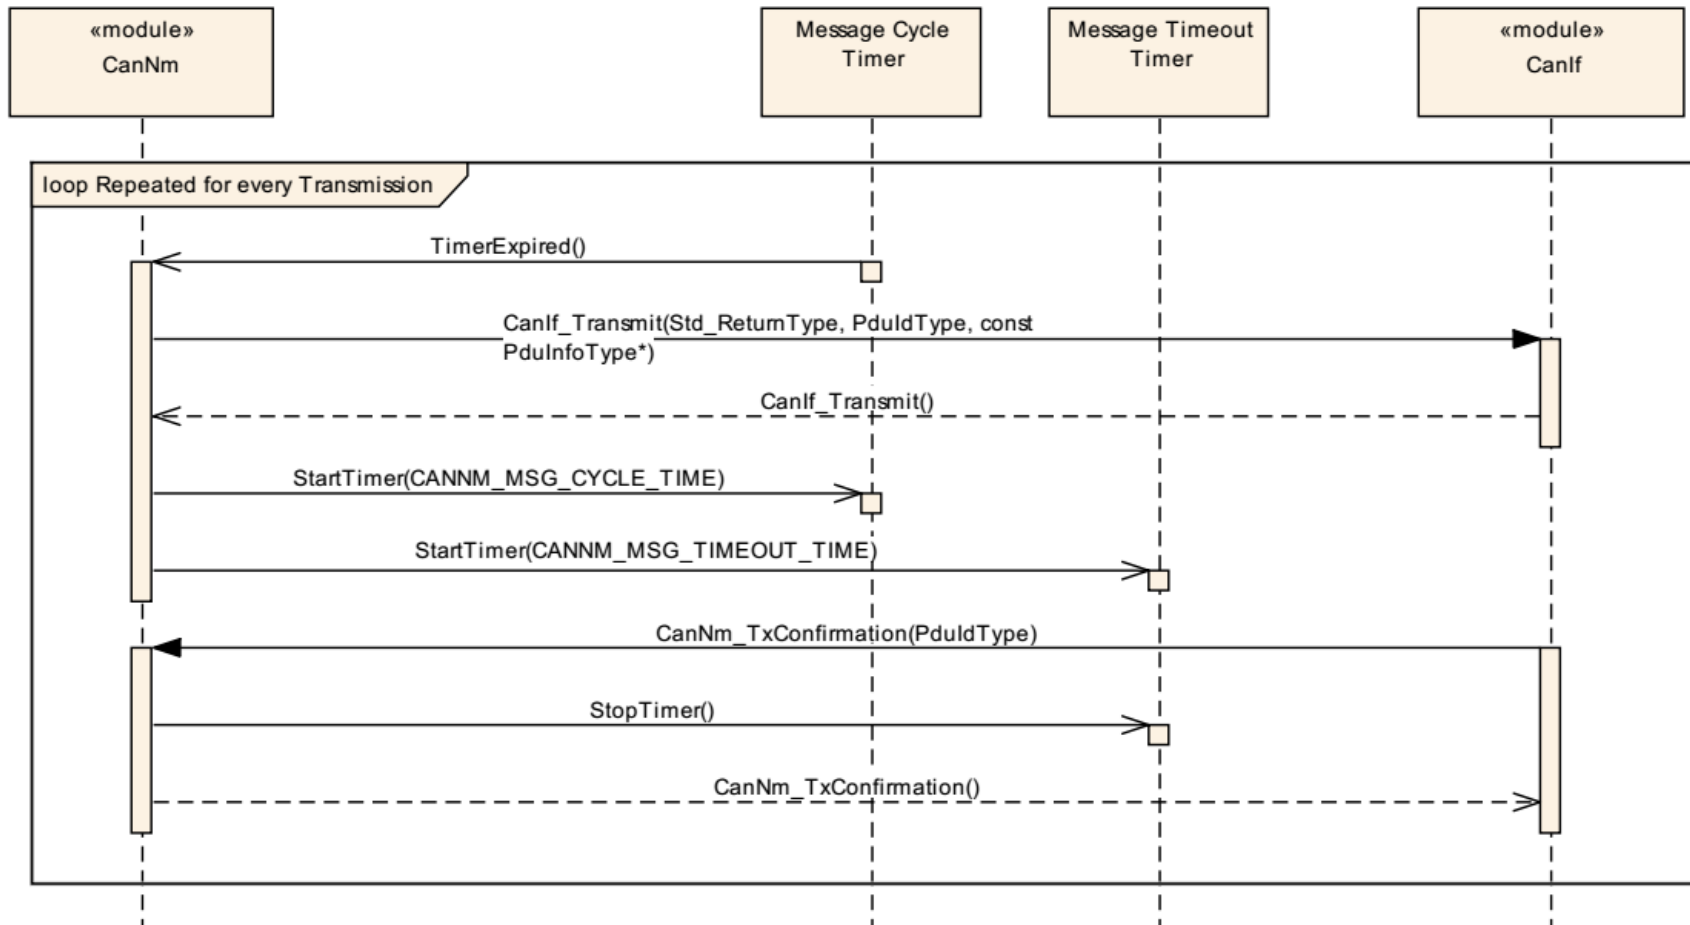 «module»
CanNm
Message Cycle
Timer
Message Timeout
Timer
«module»
CanIf
loop Repeated for every Transmission
TimerExpired()
CanIf_Transmit(Std_ReturnType, PduIdType, const
PduInfoType*)
CanIf_Transmit()
StartTimer(CANNM_MSG_CYCLE_TIME)
StartTimer(CANNM_MSG_TIMEOUT_TIME)
CanNm_TxConfirmation(PduIdType)
StopTimer()
CanNm_TxConfirmation()